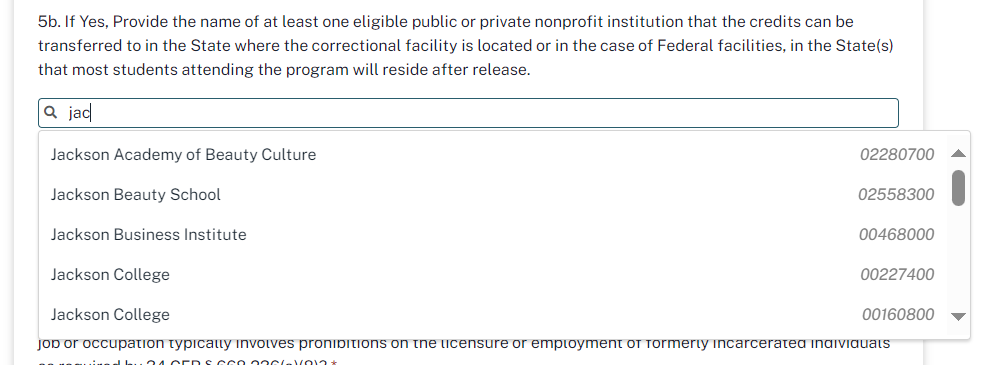 5b. If Yes, Provide the name of at least one eligible public or private nonprofit institution that the credits can be
transferred to in the State where the correctional facility is located or in the case of Federal facilities, in the State(s)
that most students attending the program will reside after release.
jac
Jackson Academy of Beauty Culture 02280700
Jackson Beauty School 02558300
Jackson Business Institute 00468000
Jackson College 00227400
Jackson College 00160800
job or occupation typically involves prohibitions on the licensure or employment of formerly incarcerated individuals